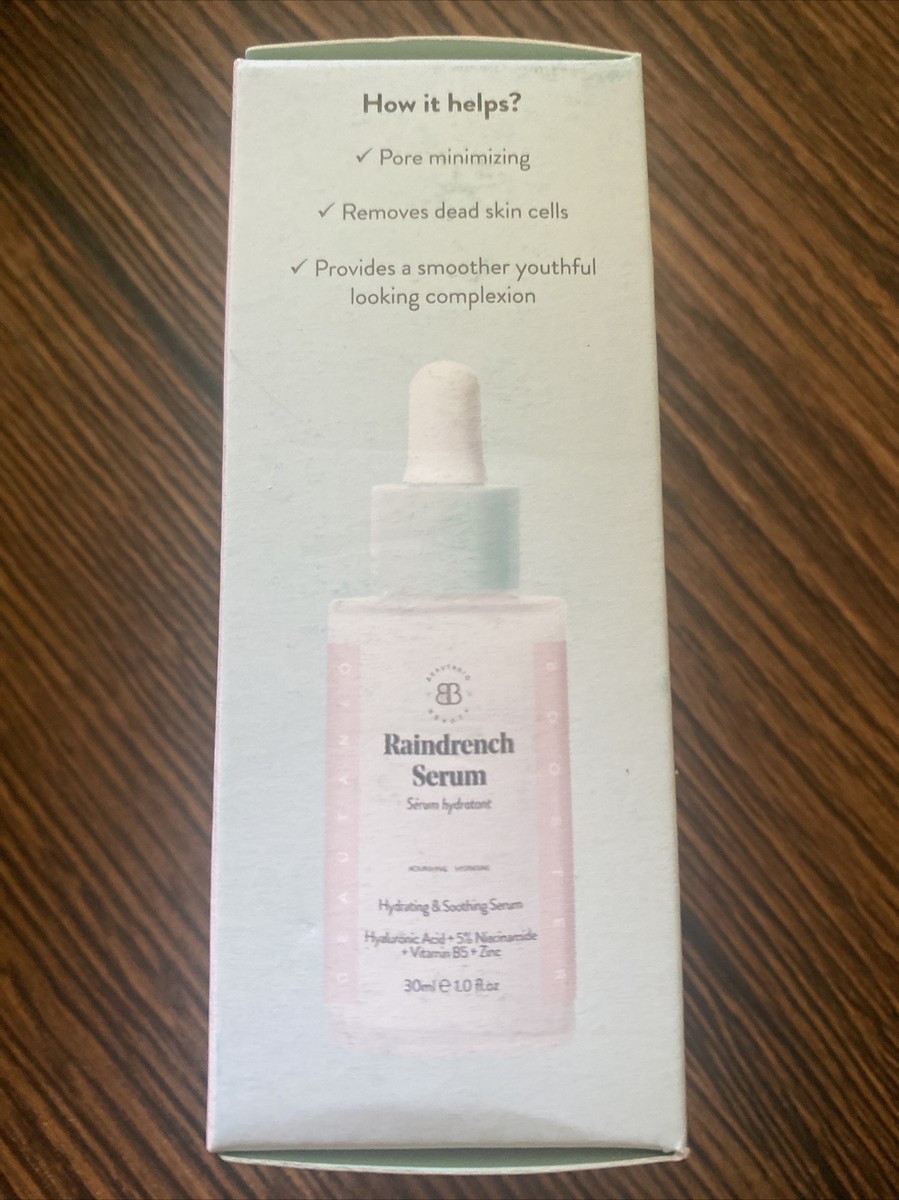 How it helps?
✓ Pore minimizing
✓ Removes dead skin cells
✓ Provides a smoother youthful
looking complexion
BB
Raindrench
Serum
Sérum hydratant
Hydrating & Soothing Serum
Hyaluronic Acid + 5% Niacinamide
+ Vitamin B5 + Zinc
30ml ℮ 1.0 fl.oz